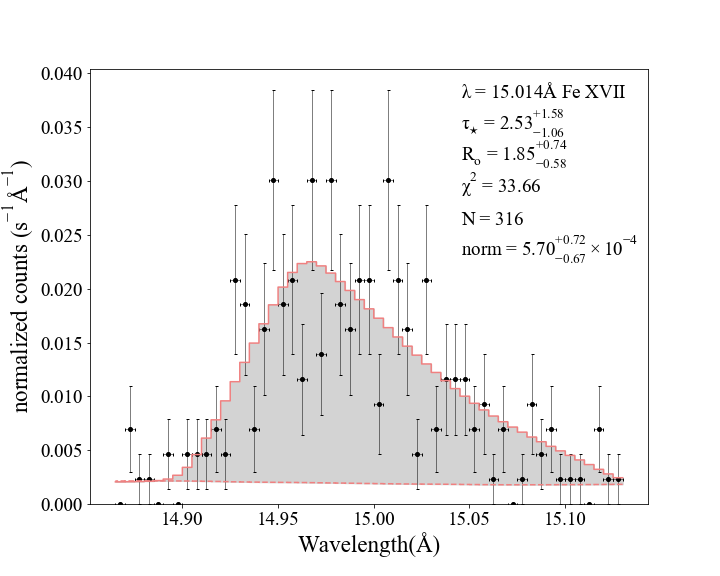 0.040
0.035
0.030
0.025
0.020
0.015
0.010
0.005
0.000
normalized counts (s⁻¹Å⁻¹)
λ = 15.014Å Fe XVII
τ⋆ = 2.53 +1.58 −1.06
Rₒ = 1.85 +0.74 −0.58
χ² = 33.66
N = 316
norm = 5.70 +0.72 −0.67 × 10⁻⁴
14.90 14.95 15.00 15.05 15.10
Wavelength(Å)